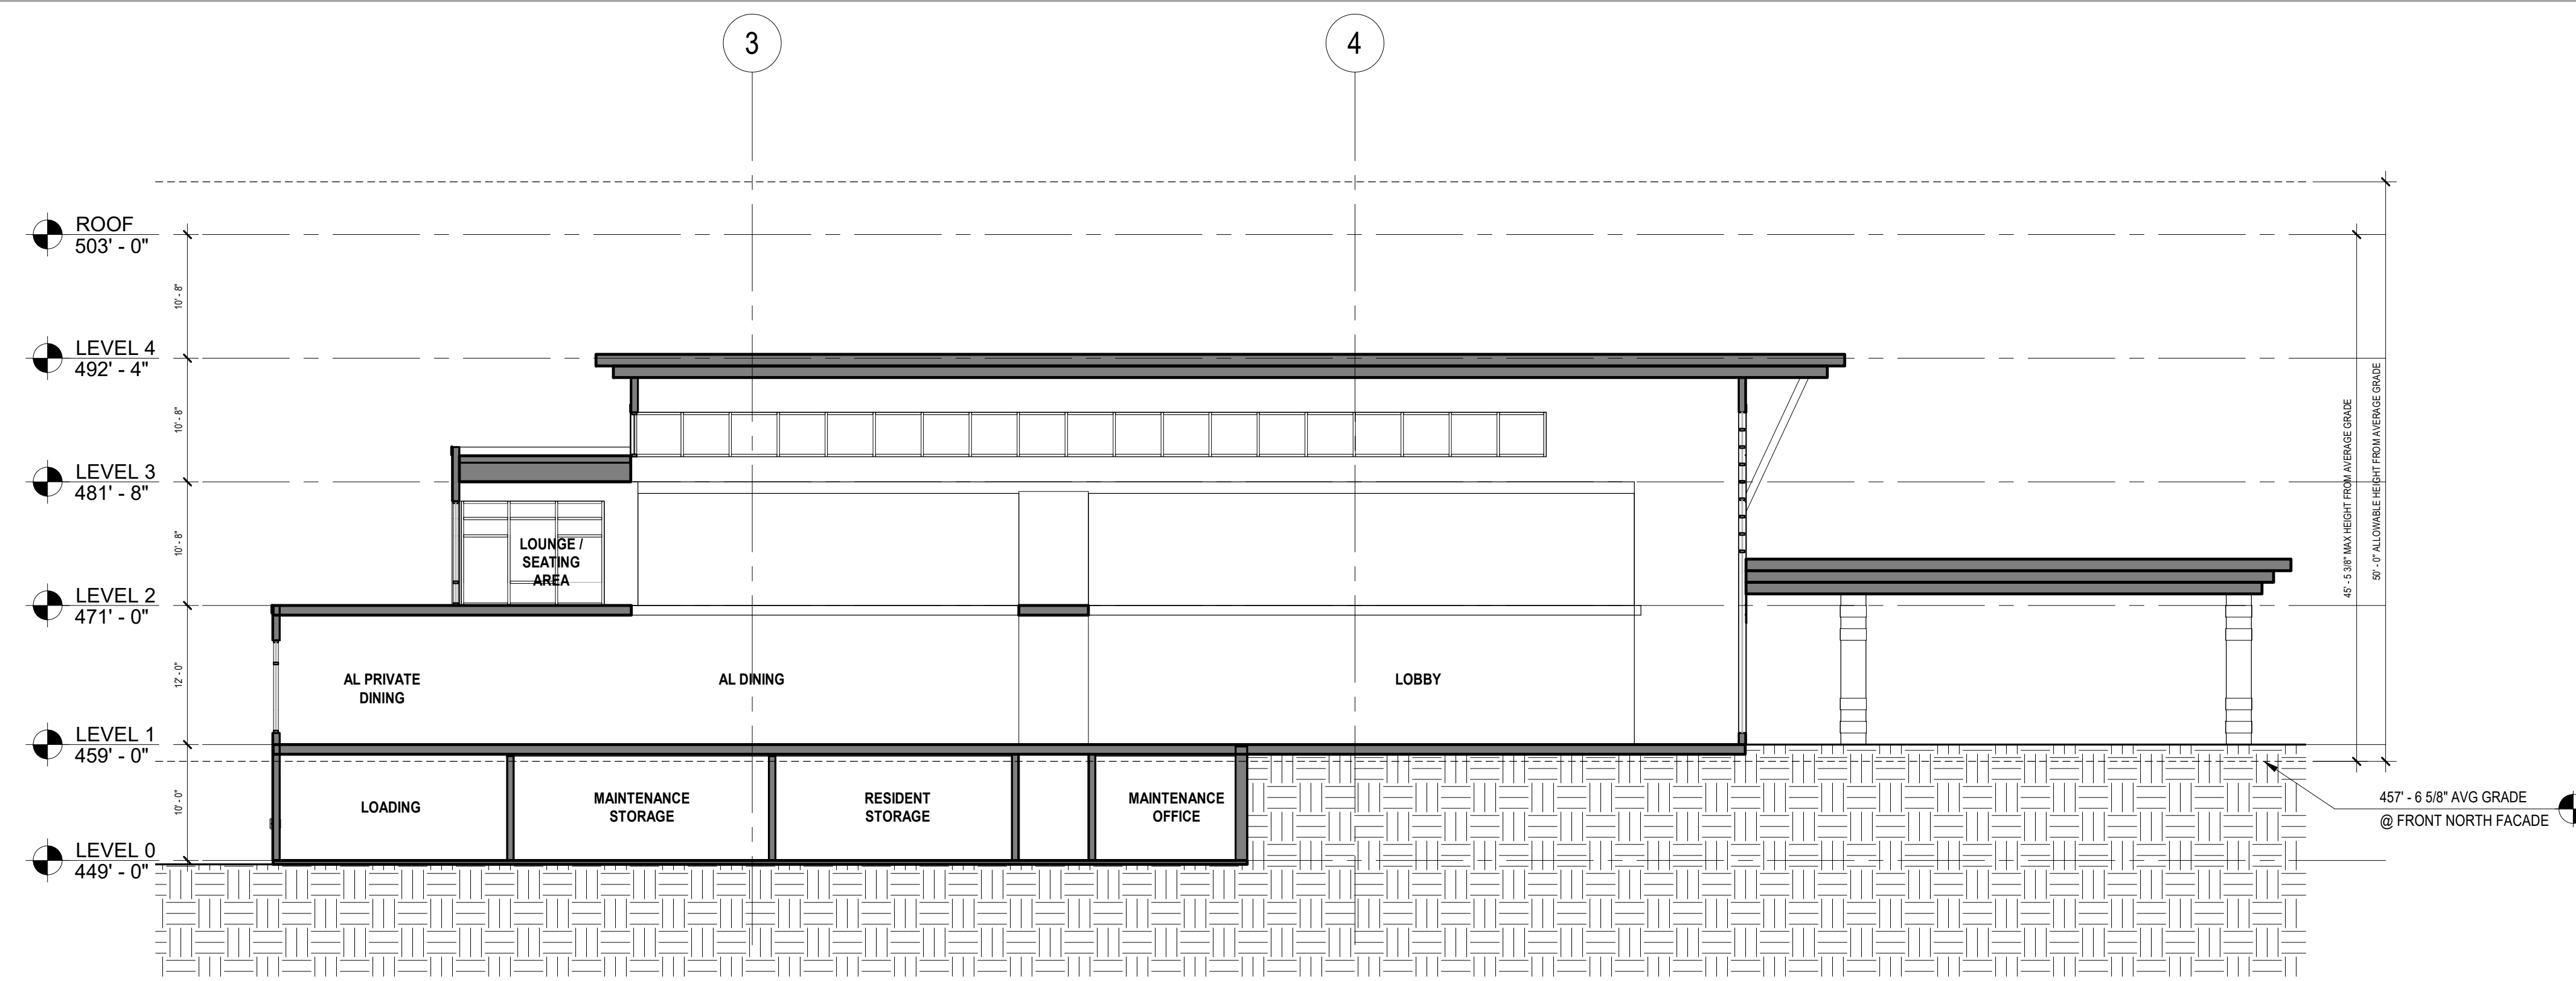 3
4
ROOF
503' - 0"
10' - 8"
LEVEL 4
492' - 4"
10' - 8"
LEVEL 3
481' - 8"
10' - 8"
LEVEL 2
471' - 0"
12' - 0"
LEVEL 1
459' - 0"
10' - 0"
LEVEL 0
449' - 0"
LOUNGE /
SEATING
AREA
AL PRIVATE
DINING
AL DINING
LOBBY
LOADING
MAINTENANCE
STORAGE
RESIDENT
STORAGE
MAINTENANCE
OFFICE
45' - 5 3/8" MAX HEIGHT FROM AVERAGE GRADE
50' - 0" ALLOWABLE HEIGHT FROM AVERAGE GRADE
457' - 6 5/8" AVG GRADE
@ FRONT NORTH FACADE